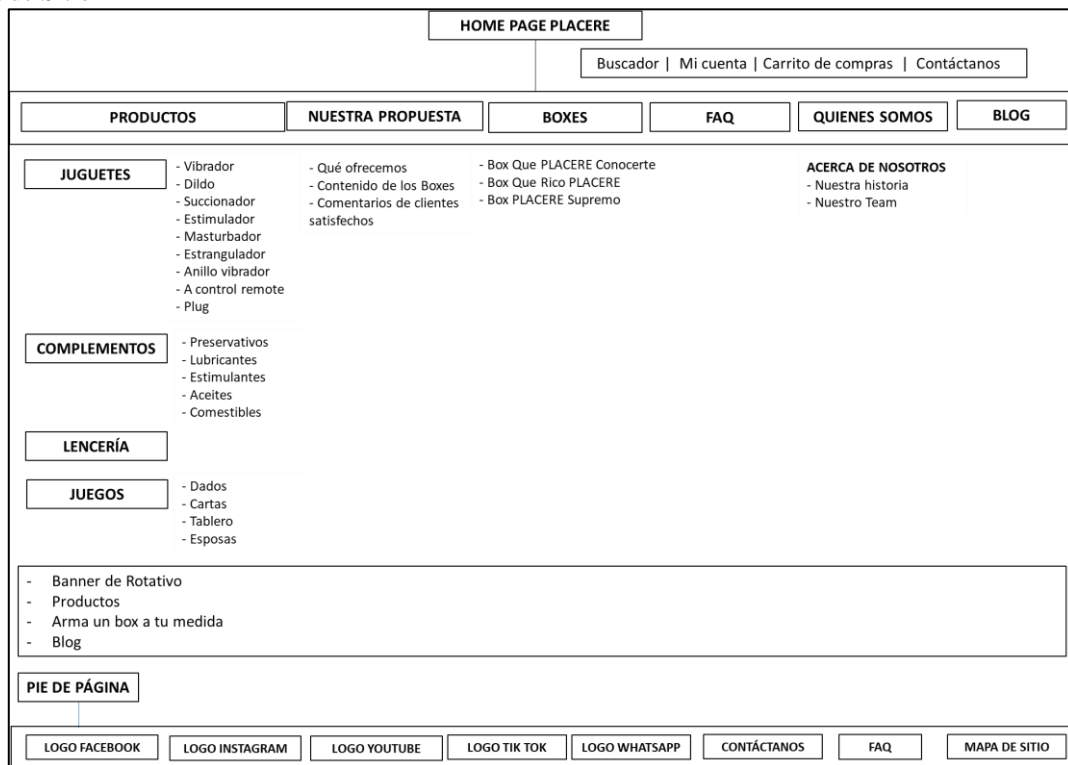 HOME PAGE PLACERE
Buscador | Mi cuenta | Carrito de compras | Contáctanos
PRODUCTOS
NUESTRA PROPUESTA
BOXES
FAQ
QUIENES SOMOS
BLOG
JUGUETES
- Vibrador
- Dildo
- Succionador
- Estimulador
- Masturbador
- Estrangulador
- Anillo vibrador
- A control remote
- Plug
- Qué ofrecemos
- Contenido de los Boxes
- Comentarios de clientes
satisfechos
- Box Que PLACERE Conocerte
- Box Que Rico PLACERE
- Box PLACERE Supremo
ACERCA DE NOSOTROS
- Nuestra historia
- Nuestro Team
COMPLEMENTOS
- Preservativos
- Lubricantes
- Estimulantes
- Aceites
- Comestibles
LENCERÍA
JUEGOS
- Dados
- Cartas
- Tablero
- Esposas
- Banner de Rotativo
- Productos
- Arma un box a tu medida
- Blog
PIE DE PÁGINA
LOGO FACEBOOK
LOGO INSTAGRAM
LOGO YOUTUBE
LOGO TIK TOK
LOGO WHATSAPP
CONTÁCTANOS
FAQ
MAPA DE SITIO